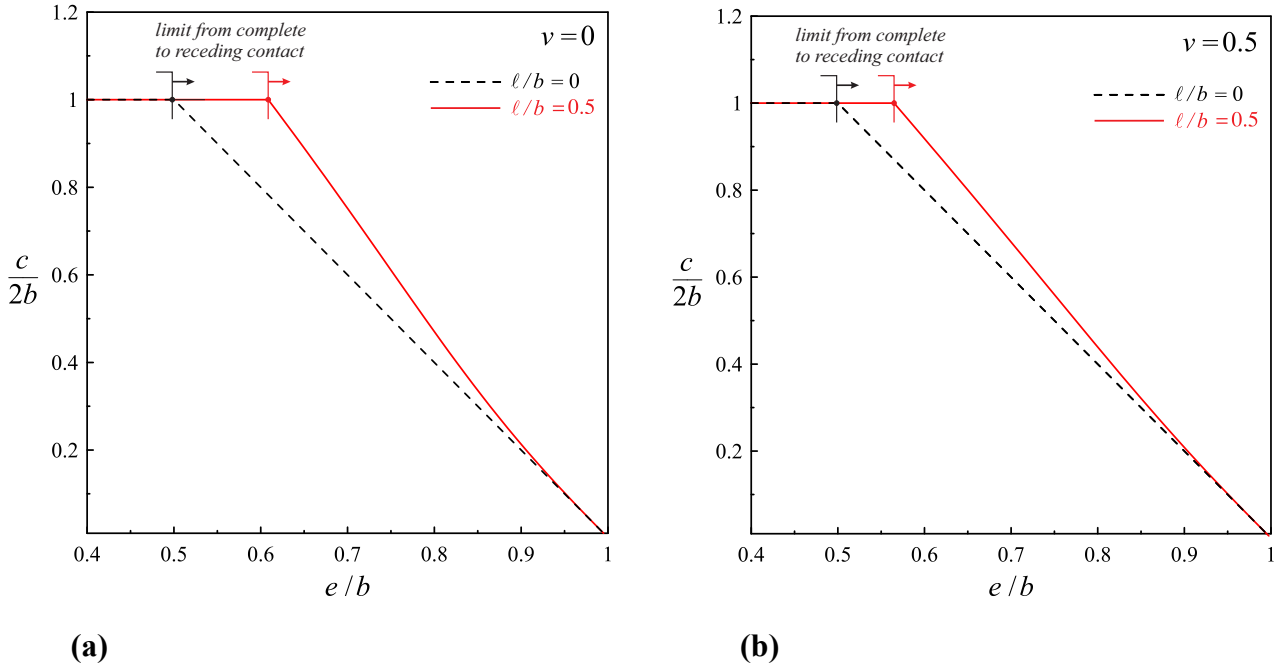 limit from complete
to receding contact
ν = 0
ℓ/b = 0
ℓ/b = 0.5
1.2
1
0.8
0.6
0.4
0.2
c
2b
0.4 0.5 0.6 0.7 0.8 0.9 1
e/b
(a)
limit from complete
to receding contact
ν = 0.5
ℓ/b = 0
ℓ/b = 0.5
1.2
1
0.8
0.6
0.4
0.2
c
2b
0.4 0.5 0.6 0.7 0.8 0.9 1
e/b
(b)